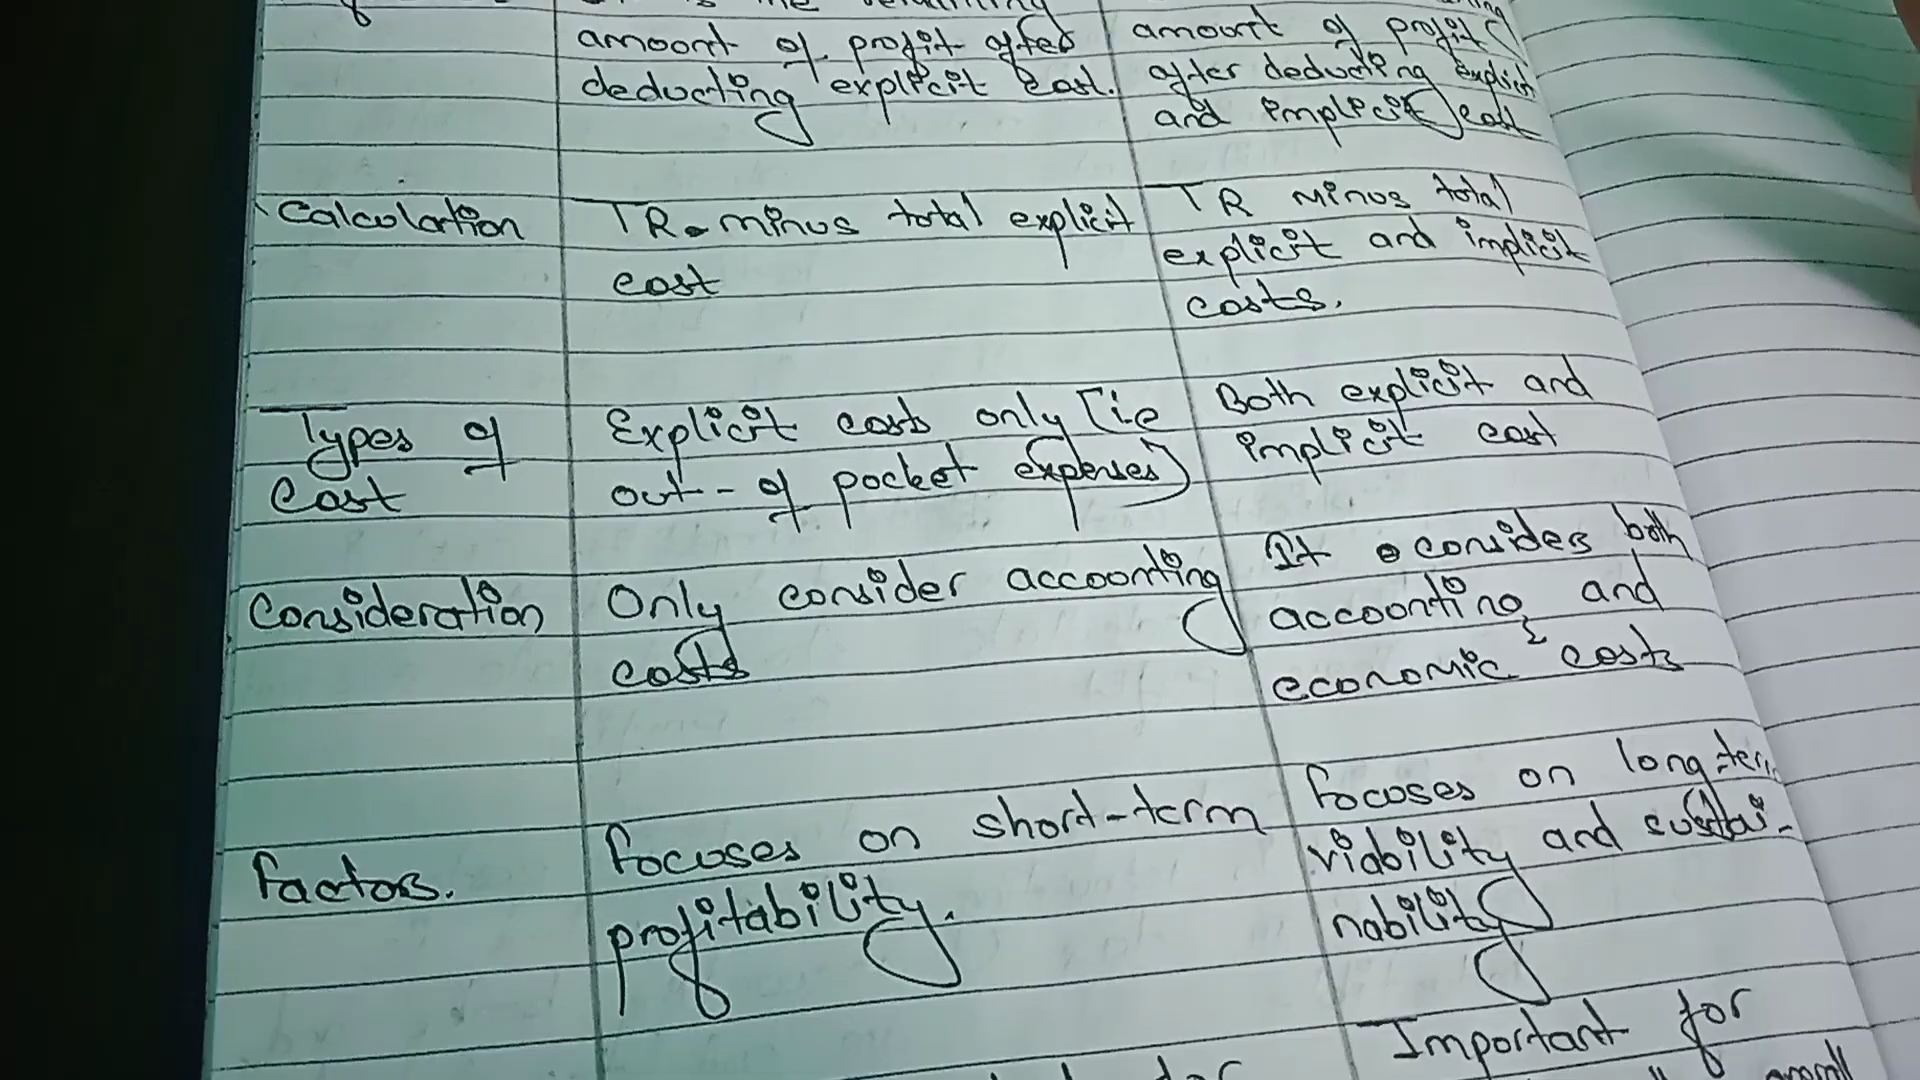 amount of profit after
deducting explicit cost.
amount of profit
after deducting explicit
and implicit cost
Calculation
TR minus total explicit
cost
TR minus total
explicit and implicit
costs.
Types of
Cost
Explicit costs only (i.e
out-of pocket expenses)
Both explicit and
implicit cost
Consideration
Only consider accounting
costs
It considers both
accounting and
economic costs
Factors.
Focuses on short-term
profitability.
Focuses on long-term
viability and sustai-
nability
Important for